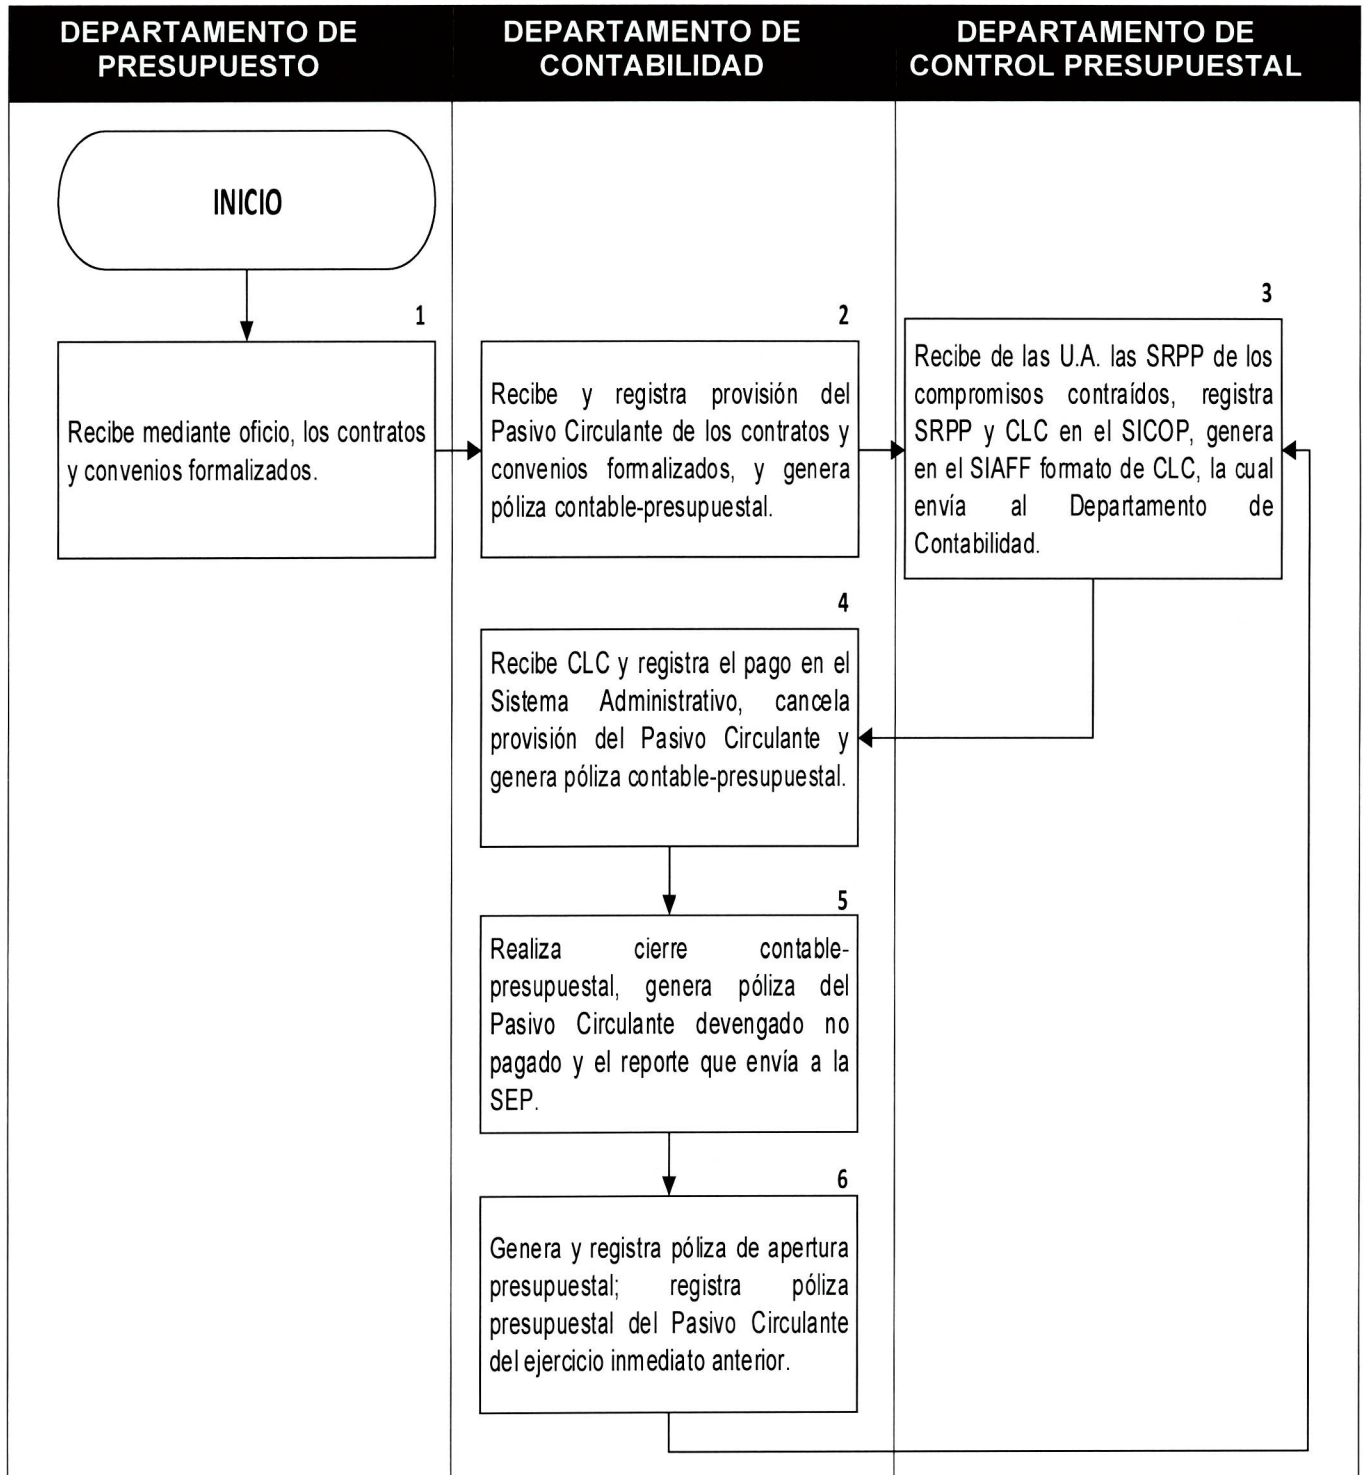 DEPARTAMENTO DE
PRESUPUESTO
DEPARTAMENTO DE
CONTABILIDAD
DEPARTAMENTO DE
CONTROL PRESUPUESTAL
INICIO
1
Recibe mediante oficio, los contratos
y convenios formalizados.
2
Recibe y registra provisión del
Pasivo Circulante de los contratos y
convenios formalizados, y genera
póliza contable-presupuestal.
3
Recibe de las U.A. las SRPP de los
compromisos contraídos, registra
SRPP y CLC en el SICOP, genera
en el SIAFF formato de CLC, la cual
envía al Departamento de
Contabilidad.
4
Recibe CLC y registra el pago en el
Sistema Administrativo, cancela
provisión del Pasivo Circulante y
genera póliza contable-presupuestal.
5
Realiza cierre contable-
presupuestal, genera póliza del
Pasivo Circulante devengado no
pagado y el reporte que envía a la
SEP.
6
Genera y registra póliza de apertura
presupuestal; registra póliza
presupuestal del Pasivo Circulante
del ejercicio inmediato anterior.